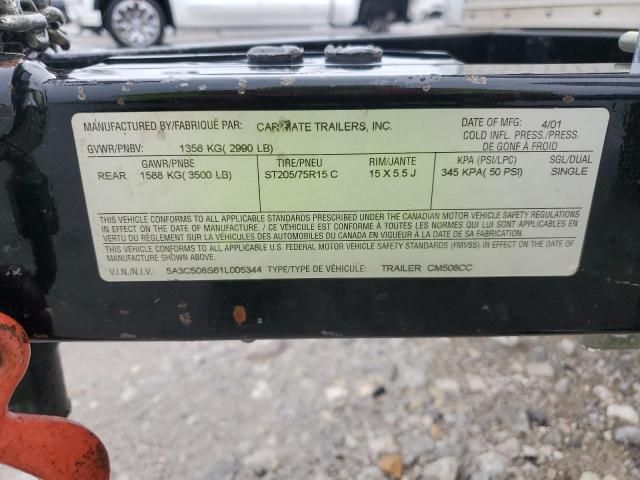 MANUFACTURED BY/FABRIQUÉ PAR: CAR MATE TRAILERS, INC. DATE OF MFG. 4/01
GVWR/PNBV: 1356 KG( 2990 LB) COLD INFL. PRESS./PRESS.
DE GONF À FROID
GAWR/PNBE TIRE/PNEU RIM/JANTE KPA (PSI/LPC) SGL/DUAL
REAR 1588 KG( 3500 LB) ST205/75R15 C 15 X 5.5 J 345 KPA( 50 PSI) SINGLE
THIS VEHICLE CONFORMS TO ALL APPLICABLE STANDARDS PRESCRIBED UNDER THE CANADIAN MOTOR VEHICLE SAFETY REGULATIONS
IN EFFECT ON THE DATE OF MANUFACTURE. / CE VÉHICULE EST CONFORME À TOUTES LES NORMES QUI LUI SONT APPLICABLES EN
VERTU DU RÈGLEMENT SUR LA SÉCURITÉ DES VÉHICULES AUTOMOBILES DU CANADA EN VIGUEUR À LA DATE DE SA FABRICATION.
THIS VEHICLE CONFORMS TO ALL APPLICABLE U.S. FEDERAL MOTOR VEHICLE SAFETY STANDARDS (FMVSS) IN EFFECT ON THE DATE OF
MANUFACTURE SHOWN ABOVE.
V.I.N./N.I.V.: 5A3C508S61L005344 TYPE/TYPE DE VÉHICULE: TRAILER CM508CC